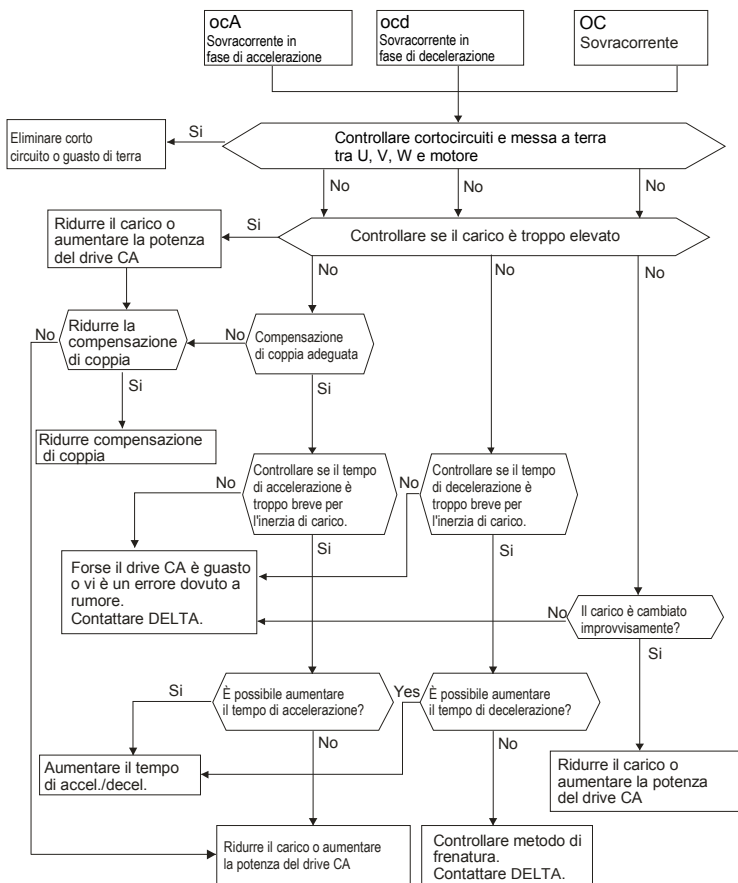 ocA
Sovracorrente in
fase di accelerazione
ocd
Sovracorrente in
fase di decelerazione
OC
Sovracorrente
Eliminare corto
circuito o guasto di terra
Si
Controllare cortocircuiti e messa a terra
tra U, V, W e motore
No
No
No
Ridurre il carico o
aumentare la potenza
del drive CA
Si
Controllare se il carico è troppo elevato
No
No
No
No
Ridurre la
compensazione
di coppia
No
Compensazione
di coppia adeguata
Si
Si
Ridurre compensazione
di coppia
No
Controllare se il tempo
di accelerazione è
troppo breve per
l'inerzia di carico.
No
Controllare se il tempo
di decelerazione è
troppo breve per
l'inerzia di carico.
Si
Si
Forse il drive CA è guasto
o vi è un errore dovuto a
rumore.
Contattare DELTA.
No
Il carico è cambiato
improvvisamente?
Si
Si
È possibile aumentare
il tempo di accelerazione?
Yes
È possibile aumentare
il tempo di decelerazione?
No
No
Aumentare il tempo
di accel./decel.
Ridurre il carico o
aumentare la potenza
del drive CA
Ridurre il carico o aumentare
la potenza del drive CA
Controllare metodo di
frenatura.
Contattare DELTA.